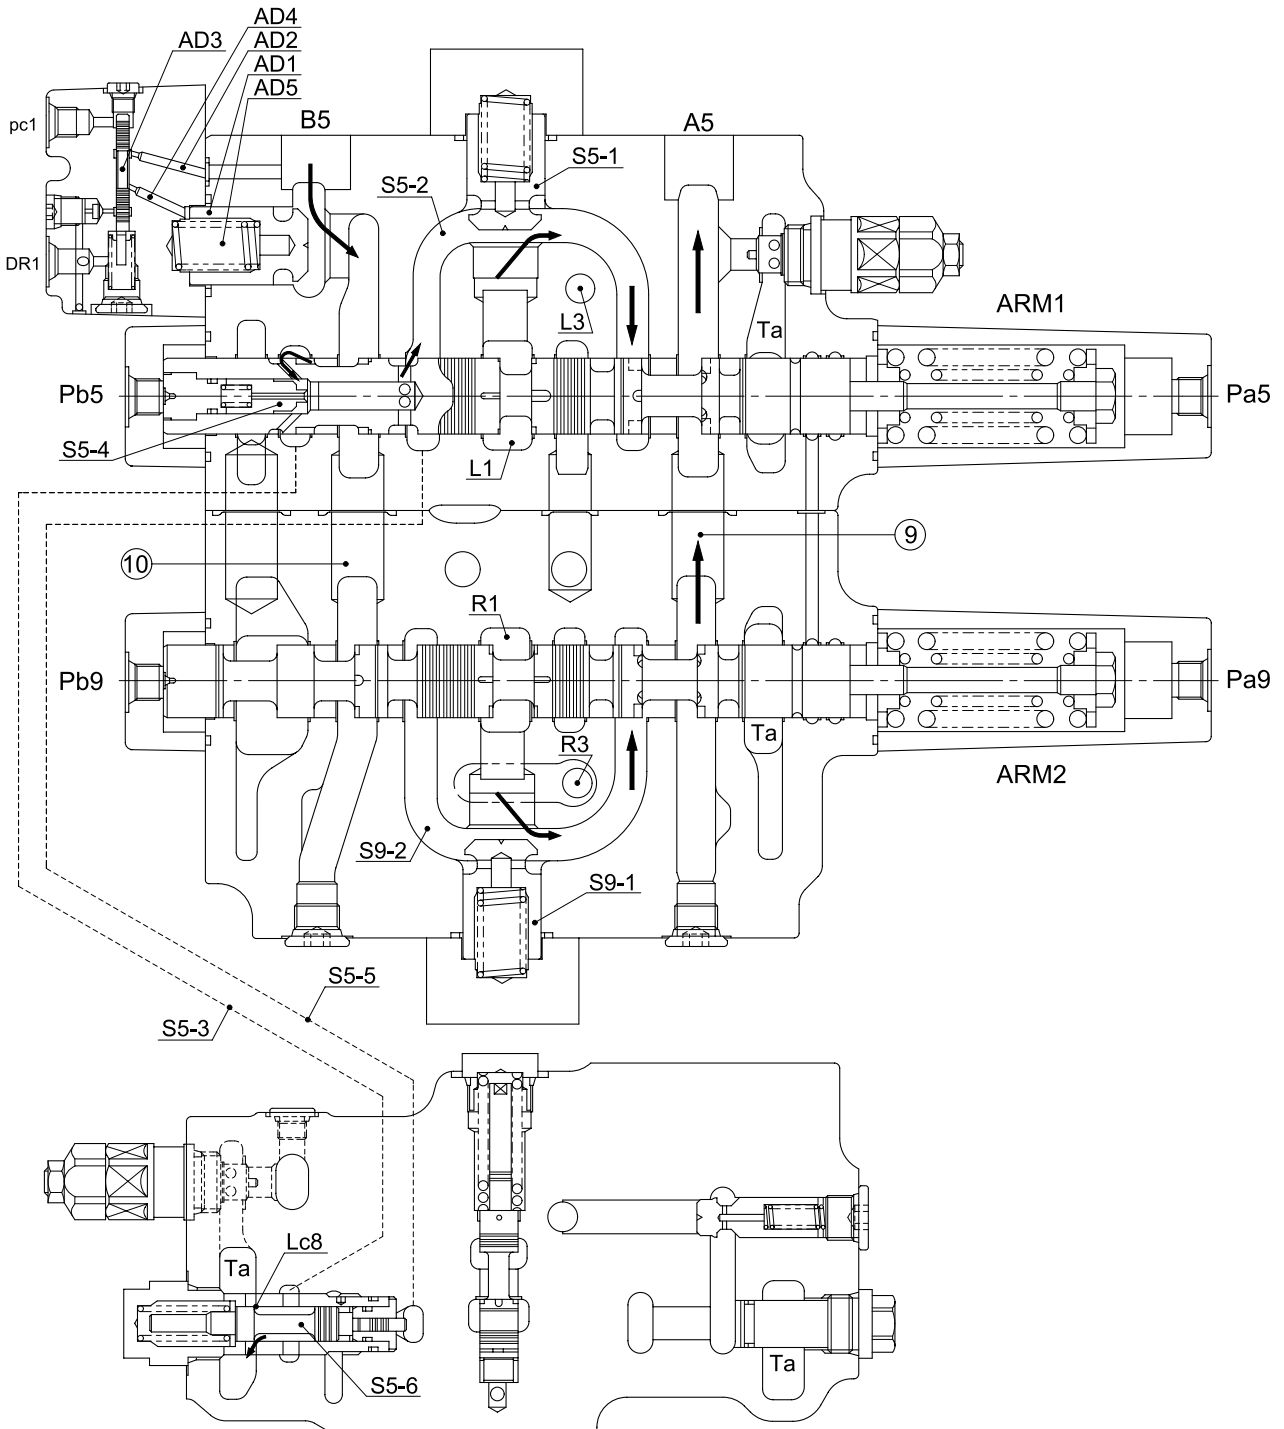 AD4
AD3
AD2
AD1
AD5
pc1
B5
A5
S5-1
S5-2
DR1
L3
Ta
ARM1
Pb5
Pa5
S5-4
L1
10
9
R1
Pb9
Pa9
Ta
R3
ARM2
S9-2
S9-1
S5-5
S5-3
Lc8
Ta
S5-6
Ta